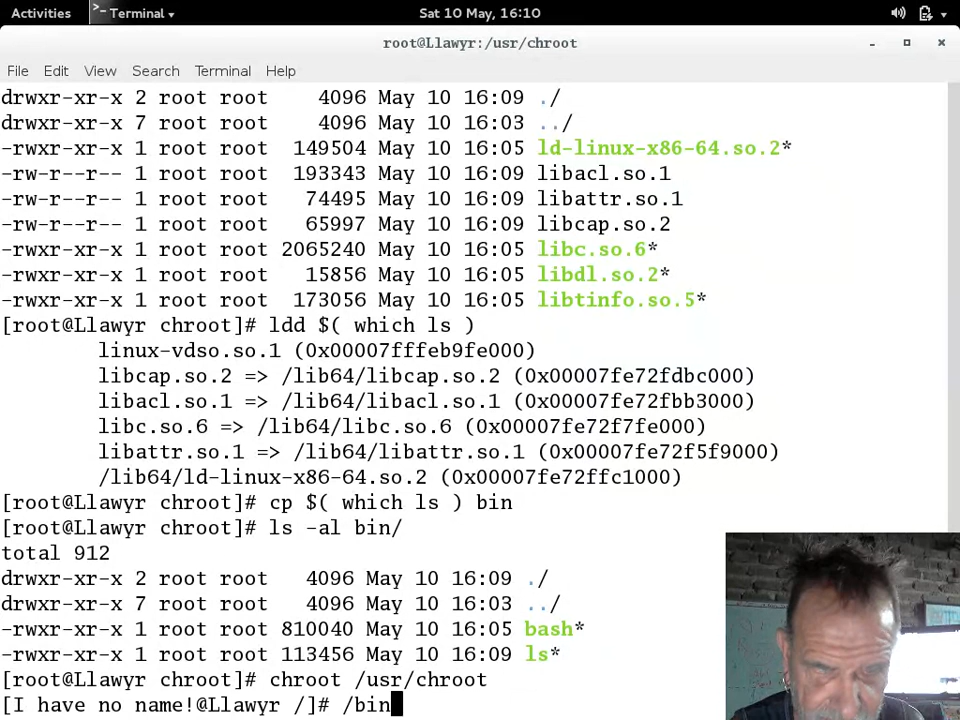 Activities Terminal Sat 10 May, 16:10
root@Llawyr:/usr/chroot
File Edit View Search Terminal Help
drwxr-xr-x 2 root root 4096 May 10 16:09 ./
drwxr-xr-x 7 root root 4096 May 10 16:03 ../
-rwxr-xr-x 1 root root 149504 May 10 16:05 ld-linux-x86-64.so.2*
-rw-r--r-- 1 root root 193343 May 10 16:09 libacl.so.1
-rw-r--r-- 1 root root 74495 May 10 16:09 libattr.so.1
-rw-r--r-- 1 root root 65997 May 10 16:09 libcap.so.2
-rwxr-xr-x 1 root root 2065240 May 10 16:05 libc.so.6*
-rwxr-xr-x 1 root root 15856 May 10 16:05 libdl.so.2*
-rwxr-xr-x 1 root root 173056 May 10 16:05 libtinfo.so.5*
[root@Llawyr chroot]# ldd $( which ls )
linux-vdso.so.1 (0x00007fffeb9fe000)
libcap.so.2 => /lib64/libcap.so.2 (0x00007fe72fdbc000)
libacl.so.1 => /lib64/libacl.so.1 (0x00007fe72fbb3000)
libc.so.6 => /lib64/libc.so.6 (0x00007fe72f7fe000)
libattr.so.1 => /lib64/libattr.so.1 (0x00007fe72f5f9000)
/lib64/ld-linux-x86-64.so.2 (0x00007fe72ffc1000)
[root@Llawyr chroot]# cp $( which ls ) bin
[root@Llawyr chroot]# ls -al bin/
total 912
drwxr-xr-x 2 root root 4096 May 10 16:09 ./
drwxr-xr-x 7 root root 4096 May 10 16:03 ../
-rwxr-xr-x 1 root root 810040 May 10 16:05 bash*
-rwxr-xr-x 1 root root 113456 May 10 16:09 ls*
[root@Llawyr chroot]# chroot /usr/chroot
[I have no name!@Llawyr /]# /bin